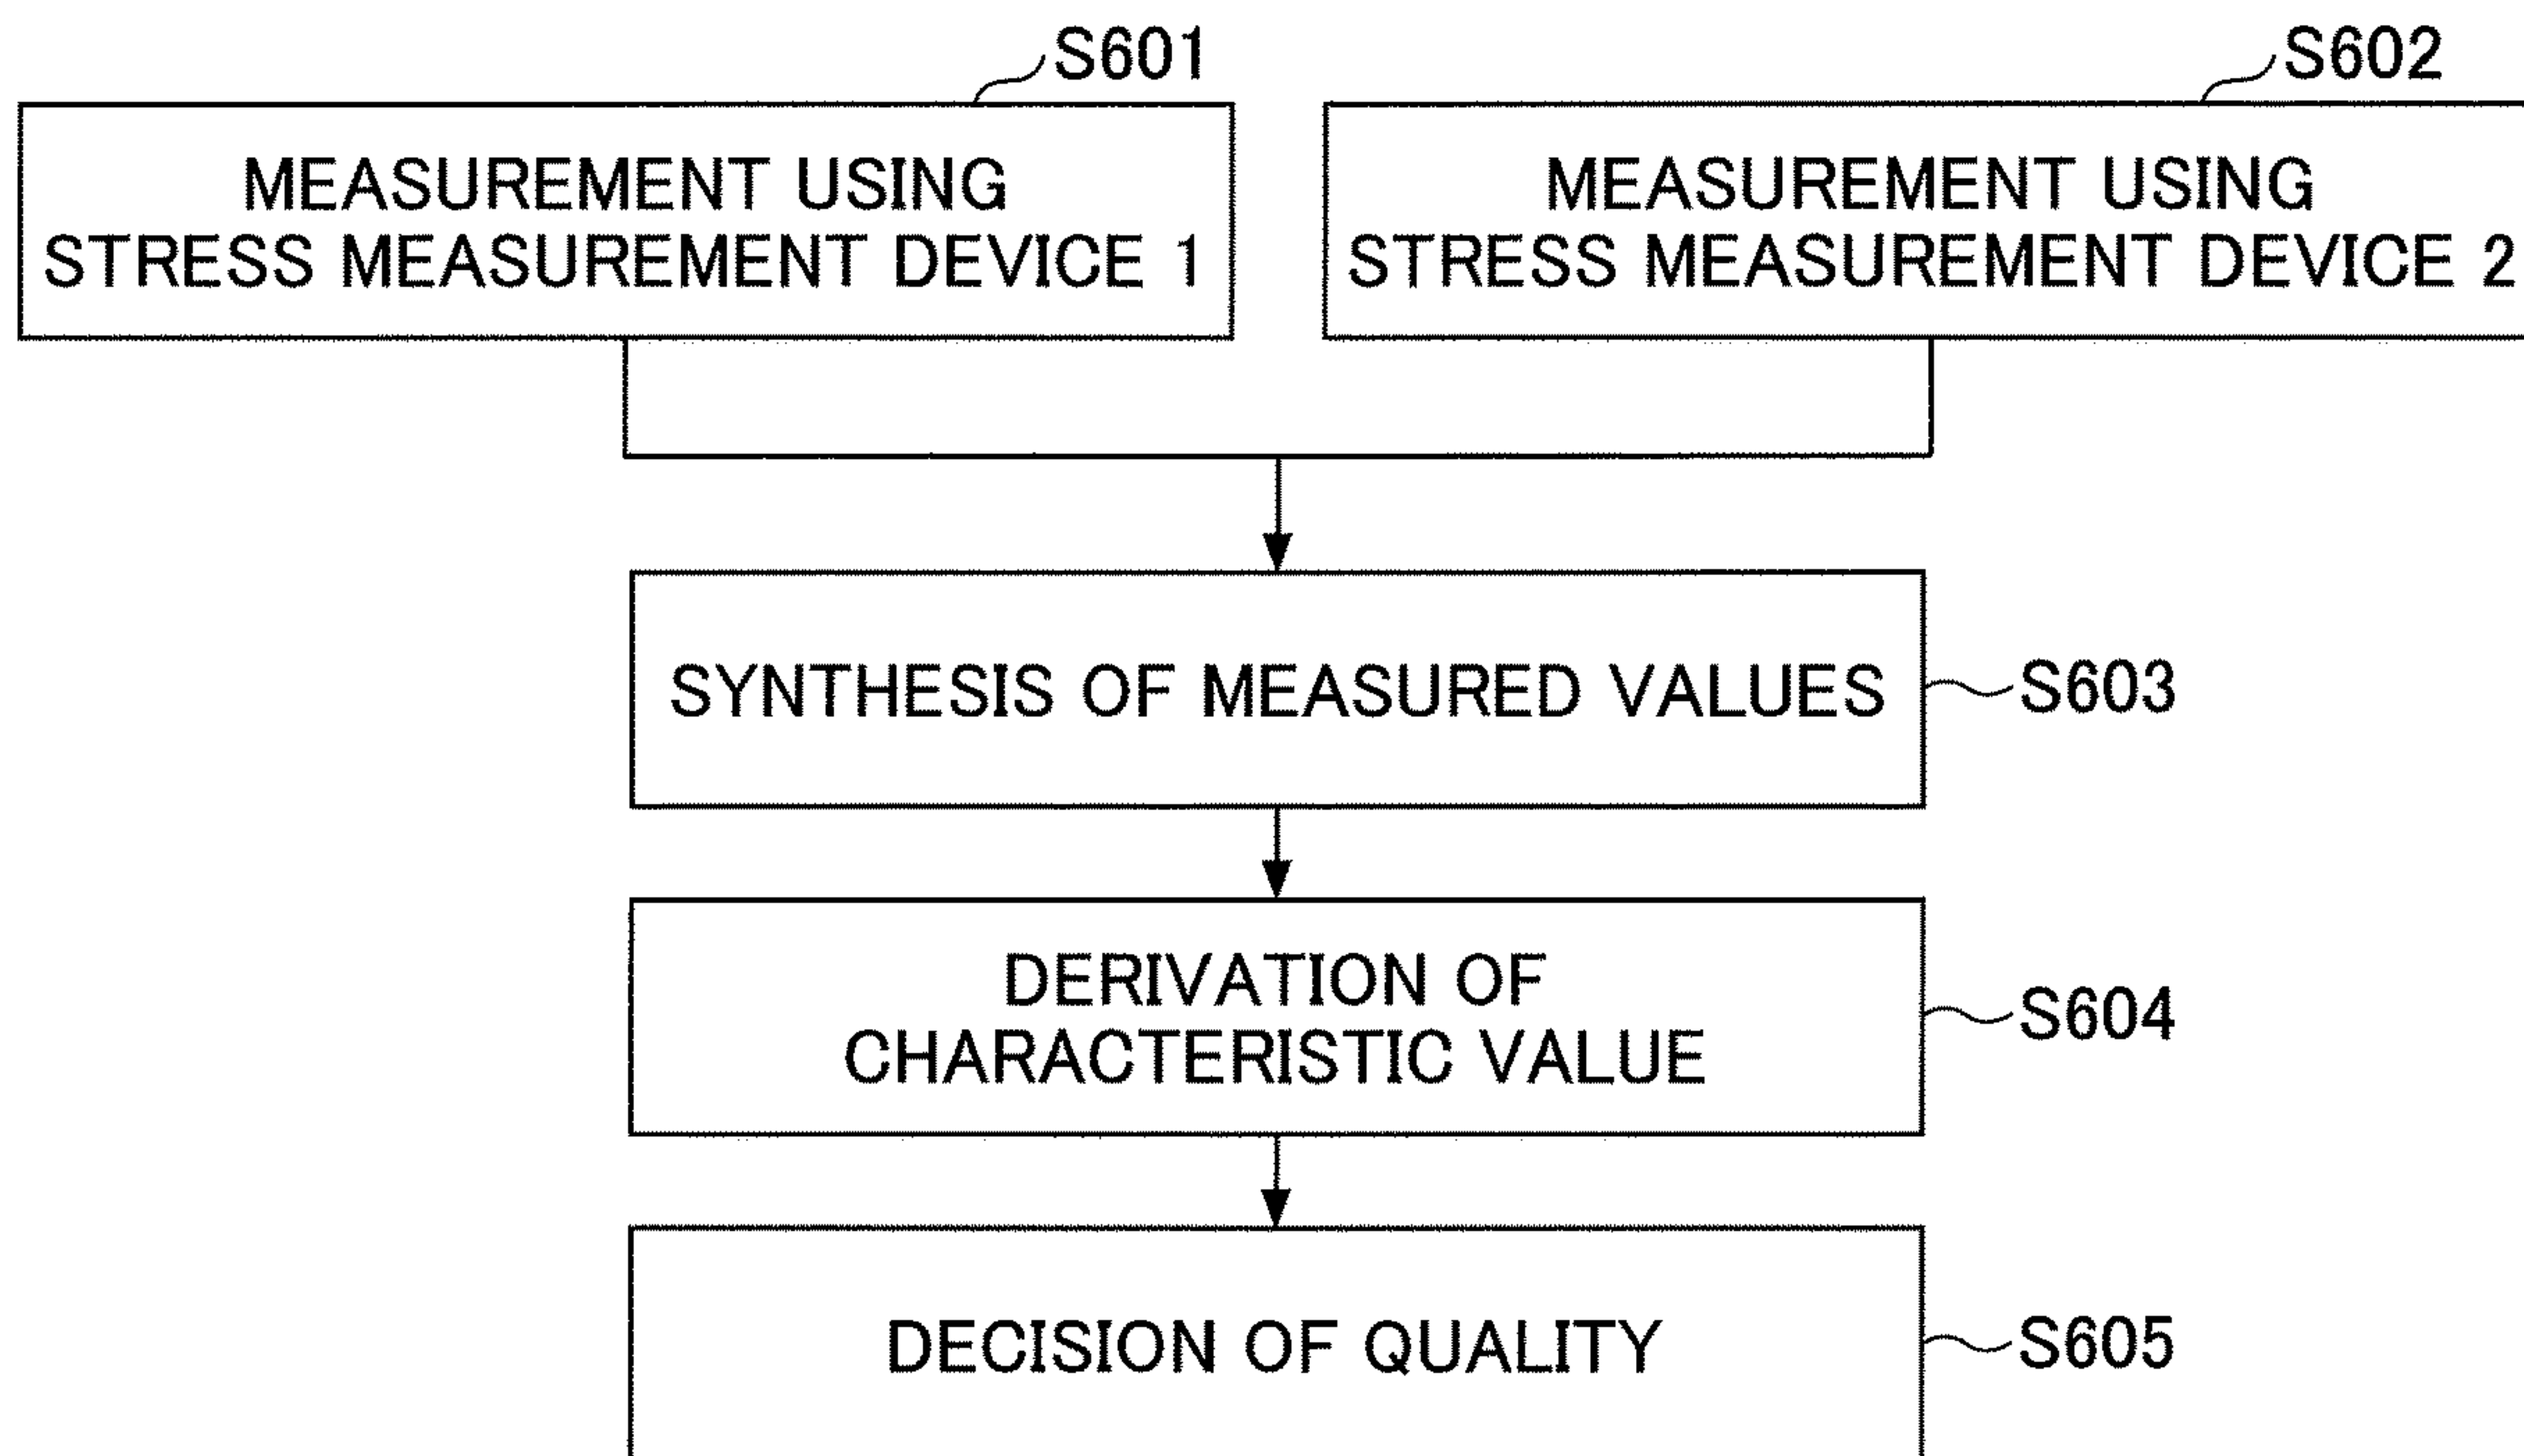 S601
S602
MEASUREMENT USING
STRESS MEASUREMENT DEVICE 1
MEASUREMENT USING
STRESS MEASUREMENT DEVICE 2
SYNTHESIS OF MEASURED VALUES
S603
DERIVATION OF
CHARACTERISTIC VALUE
S604
DECISION OF QUALITY
S605